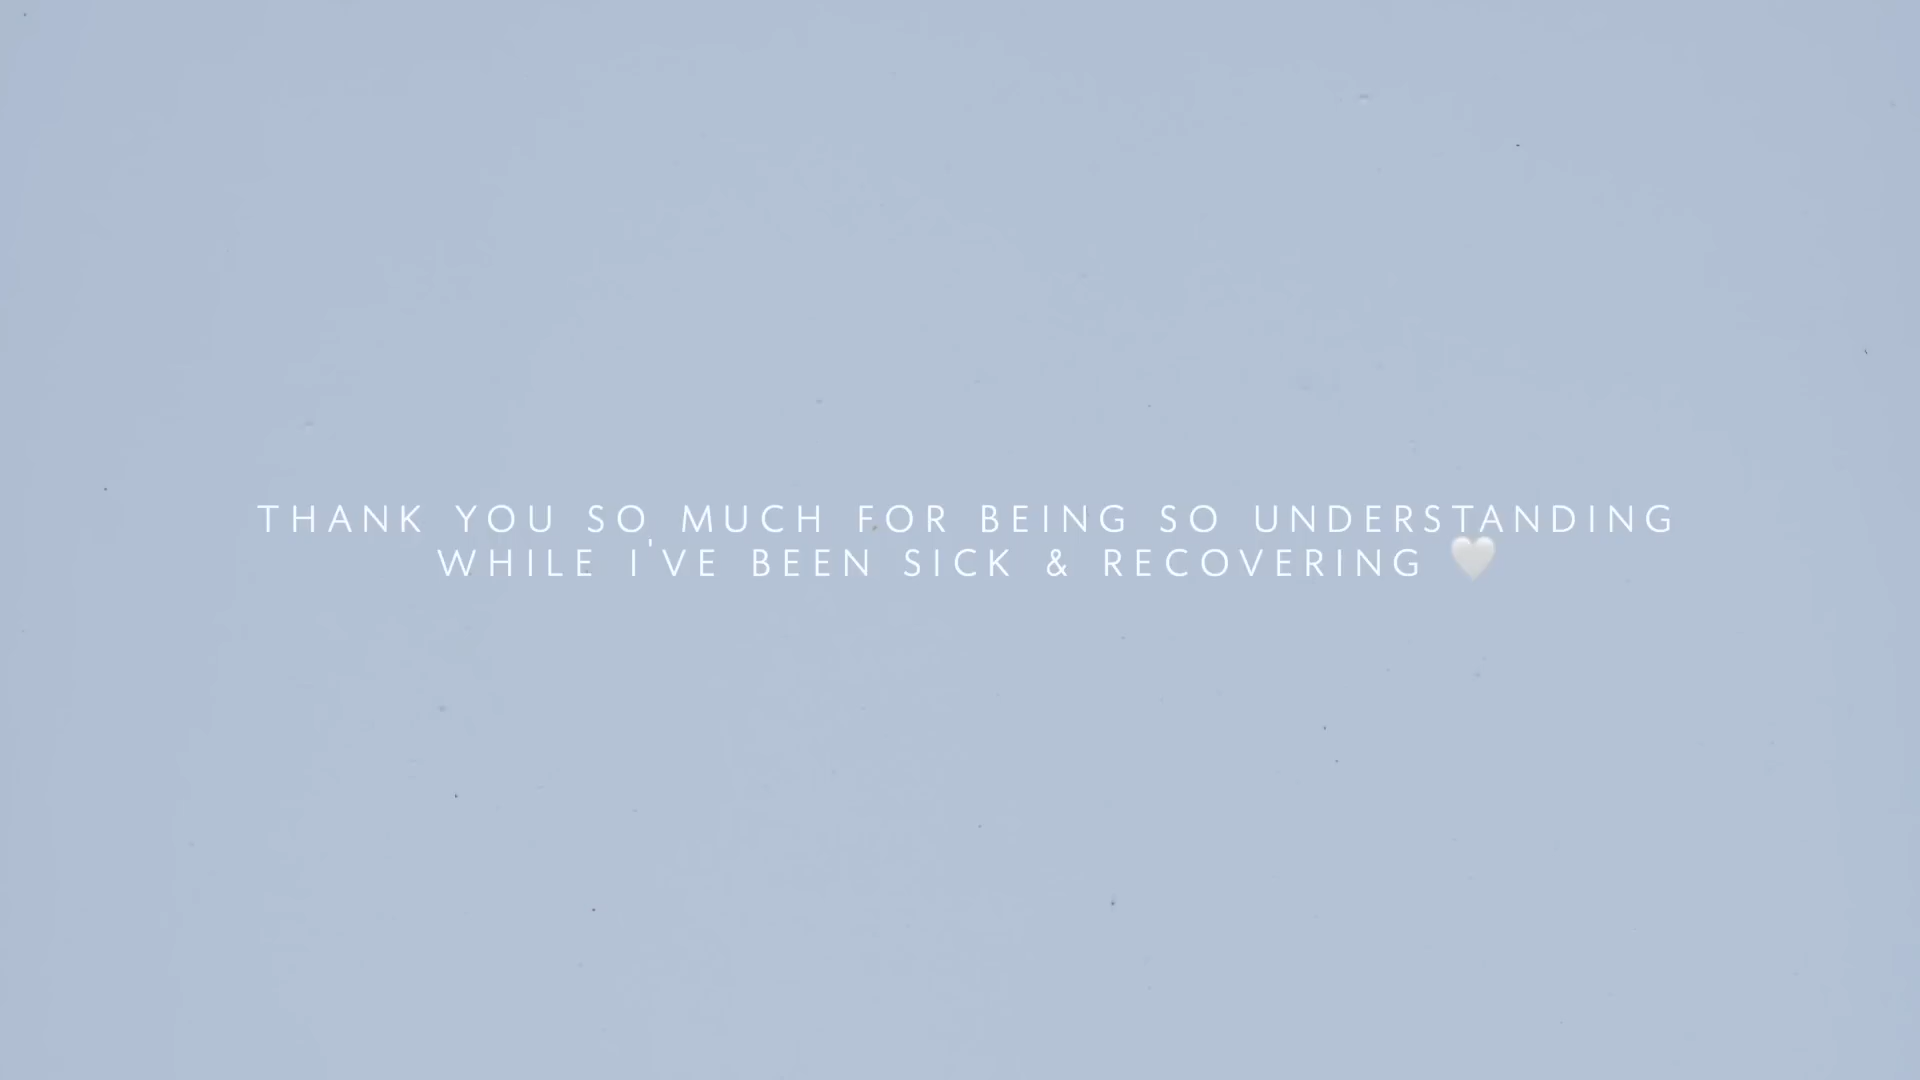 THANK YOU SO MUCH FOR BEING SO UNDERSTANDING
WHILE I'VE BEEN SICK & RECOVERING 🤍